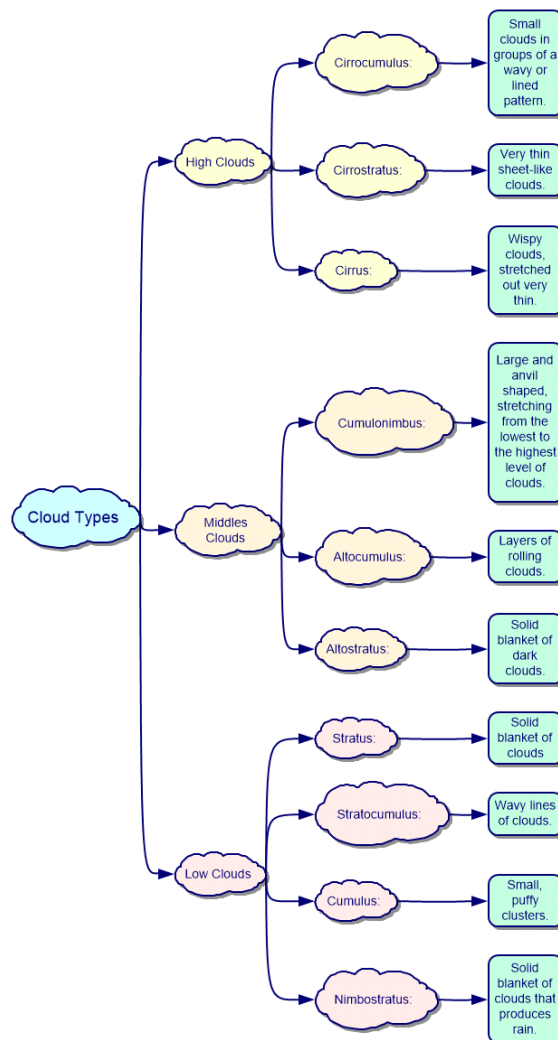 Cloud Types
High Clouds
Cirrocumulus:
Small
clouds in
groups of a
wavy or
lined
pattern.
Cirrostratus:
Very thin
sheet-like
clouds.
Cirrus:
Wispy
clouds,
stretched
out very
thin.
Middles
Clouds
Cumulonimbus:
Large and
anvil
shaped,
stretching
from the
lowest to
the highest
level of
clouds.
Altocumulus:
Layers of
rolling
clouds.
Altostratus:
Solid
blanket of
dark
clouds.
Low Clouds
Stratus:
Solid
blanket of
clouds
Stratocumulus:
Wavy lines
of clouds.
Cumulus:
Small,
puffy
clusters.
Nimbostratus:
Solid
blanket of
clouds that
produces
rain.